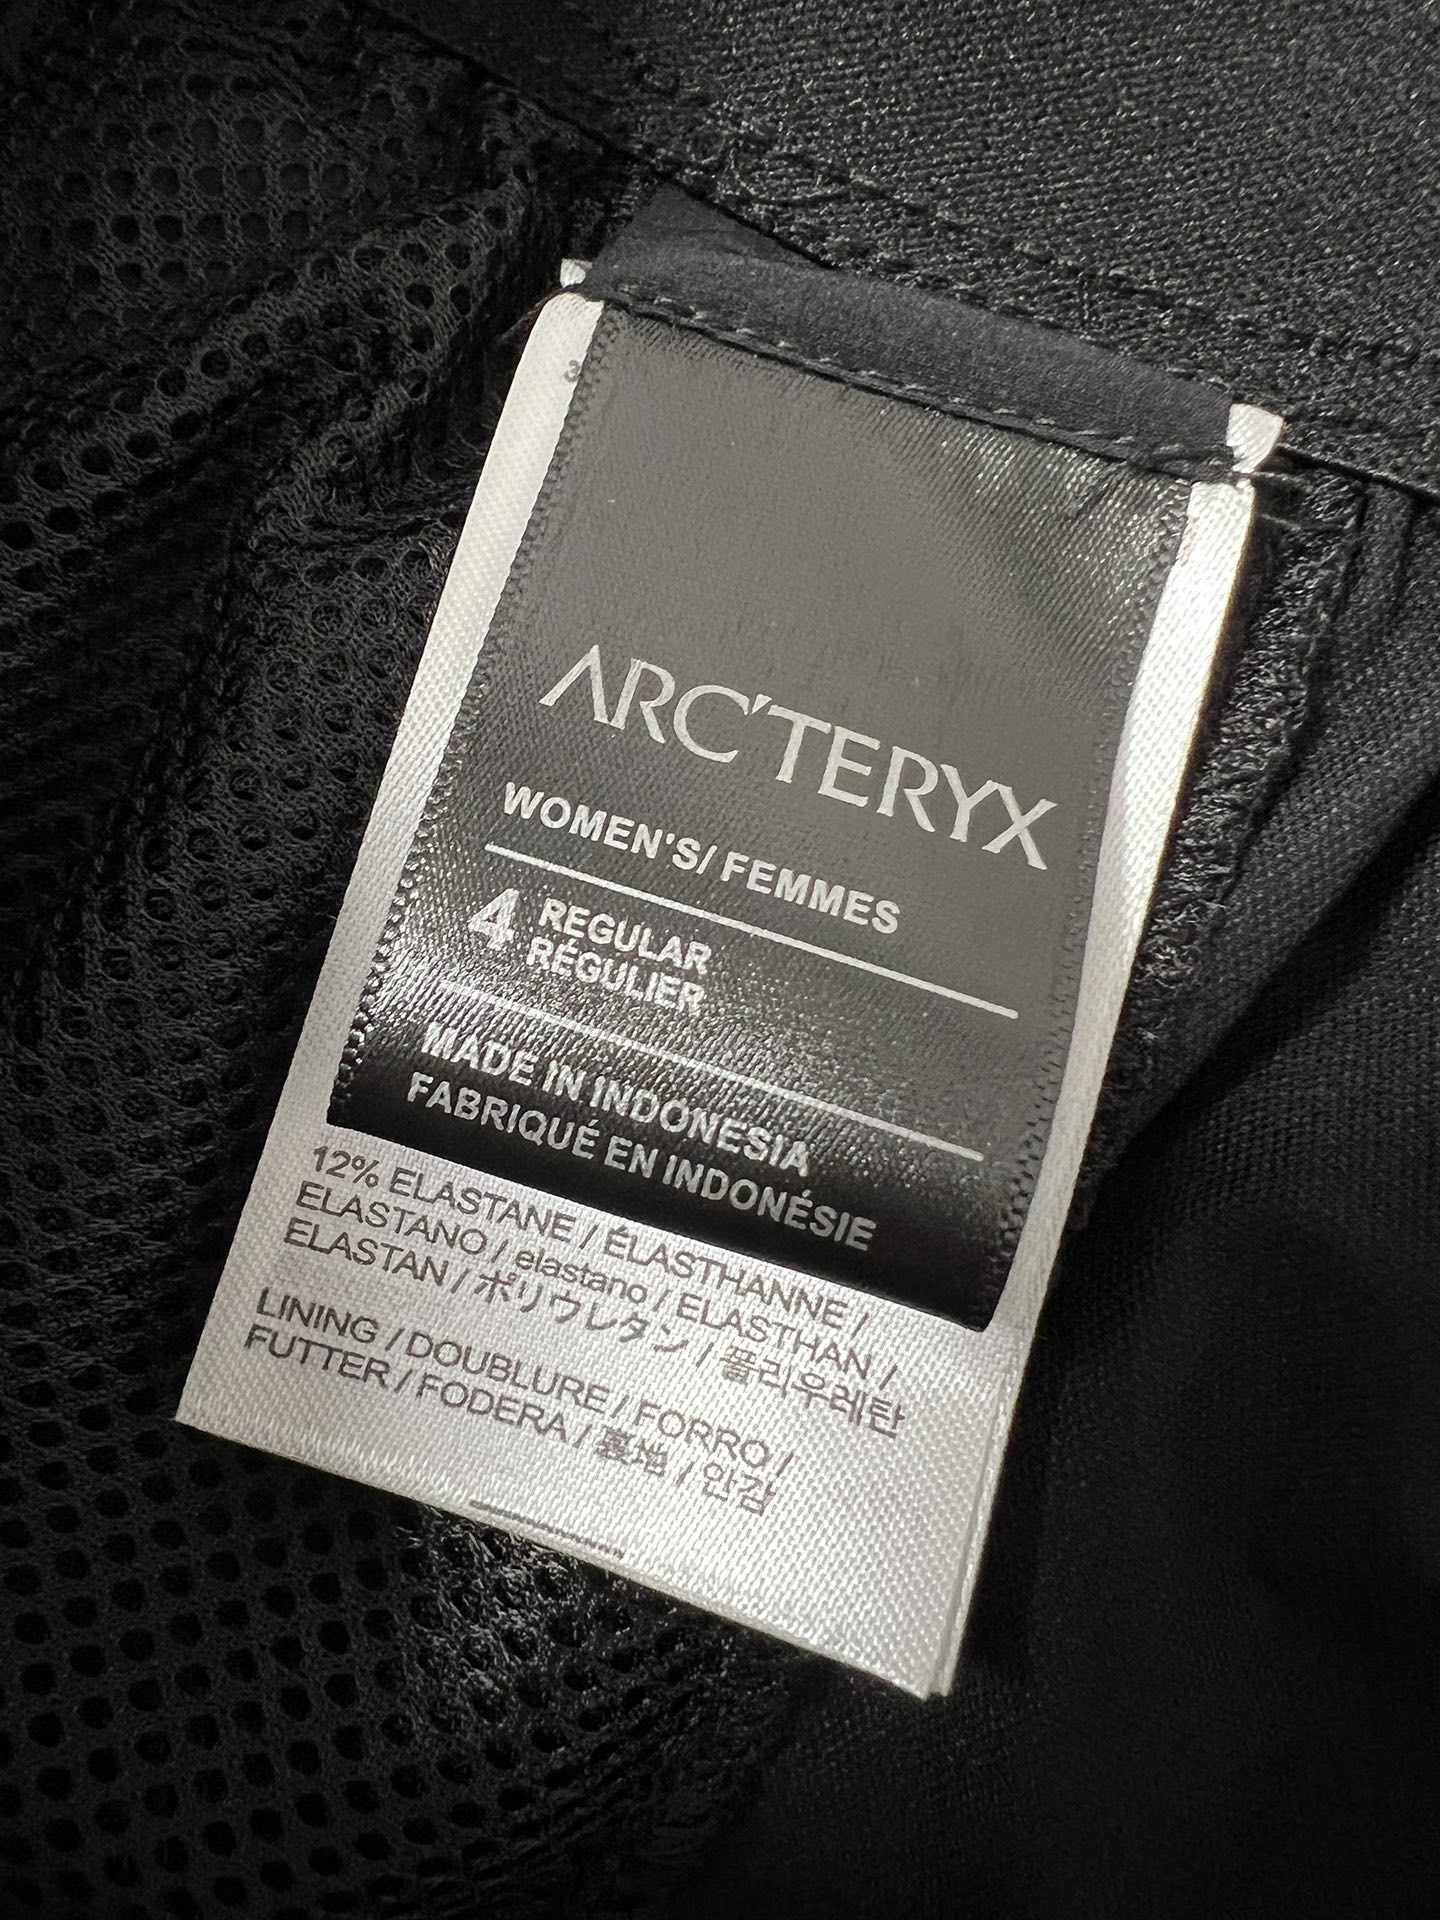 3
ARC'TERYX
WOMEN'S/ FEMMES
4 REGULAR
RÉGULIER
MADE IN INDONESIA
FABRIQUÉ EN INDONÉSIE
12% ELASTANE / ÉLASTHANNE /
ELASTANO / elastano / ELASTHAN /
ELASTAN / ポリウレタン / 폴리우레탄
LINING / DOUBLURE / FORRO /
FUTTER / FODERA / 裏地 / 안감